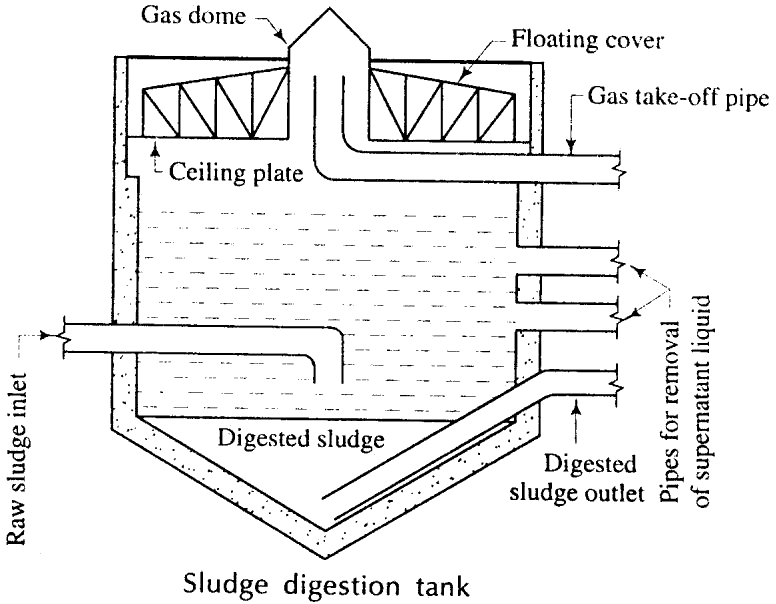 Gas dome
Floating cover
Gas take-off pipe
Ceiling plate
Raw sludge inlet
Digested sludge
Digested
sludge outlet
Pipes for removal
of supernatant liquid
Sludge digestion tank